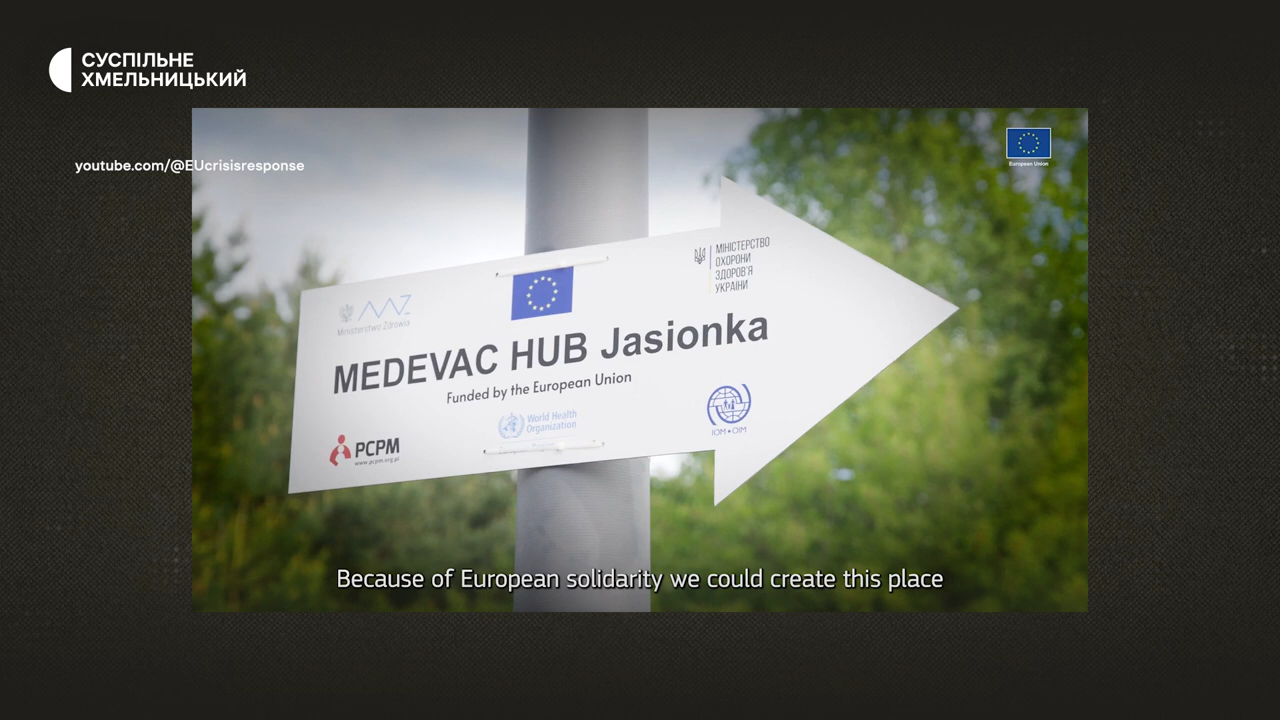 СУСПІЛЬНЕ
ХМЕЛЬНИЦЬКИЙ
youtube.com/@EUcrisisresponse
European Union
Ministerstwo Zdrowia
МІНІСТЕРСТВО
ОХОРОНИ
ЗДОРОВ'Я
УКРАЇНИ
MEDEVAC HUB Jasionka
Funded by the European Union
PCPM
www.pcpm.org.pl
World Health
Organization
IOM • OIM
Because of European solidarity we could create this place